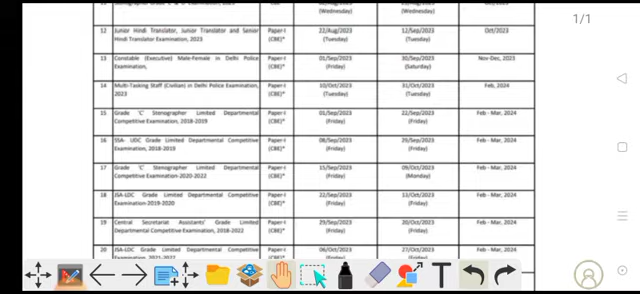 (Wednesday)
(Wednesday)
1/1
12 Junior Hindi Translator, Junior Translator and Senior Paper-I 22/Aug/2023 12/Sep/2023 Oct/2023
Hindi Translator Examination, 2023 (CBE)* (Tuesday) (Tuesday)
13 Constable (Executive) Male-Female in Delhi Police Paper-I 01/Sep/2023 30/Sep/2023 Nov-Dec, 2023
Examination, (CBE)* (Friday) (Saturday)
14 Multi-Tasking Staff (Civilian) in Delhi Police Examination, Paper-I 10/Oct/2023 31/Oct/2023 Feb, 2024
2023 (CBE)* (Tuesday) (Tuesday)
15 Grade 'C' Stenographer Limited Departmental Paper-I 01/Sep/2023 22/Sep/2023 Feb - Mar, 2024
Competitive Examination, 2018-2019 (CBE)* (Friday) (Friday)
16 SSA- UDC Grade Limited Departmental Competitive Paper-I 08/Sep/2023 29/Sep/2023 Feb - Mar, 2024
Examination, 2018-2019 (CBE)* (Friday) (Friday)
17 Grade 'C' Stenographer Limited Departmental Paper-I 15/Sep/2023 09/Oct/2023 Feb - Mar, 2024
Competitive Examination 2020-2022 (CBE)* (Friday) (Monday)
18 JSA-LDC Grade Limited Departmental Competitive Paper-I 22/Sep/2023 13/Oct/2023 Feb - Mar, 2024
Examination 2019-2020 (CBE)* (Friday) (Friday)
19 Central Secretariat Assistants' Grade Limited Paper-I 29/Sep/2023 20/Oct/2023 Feb - Mar, 2024
Departmental Competitive Examination, 2018-2022 (CBE)* (Friday) (Friday)
20 JSA-LDC Grade Limited Departmental Competitive Paper-I 06/Oct/2023 27/Oct/2023 Feb - Mar, 2024
T